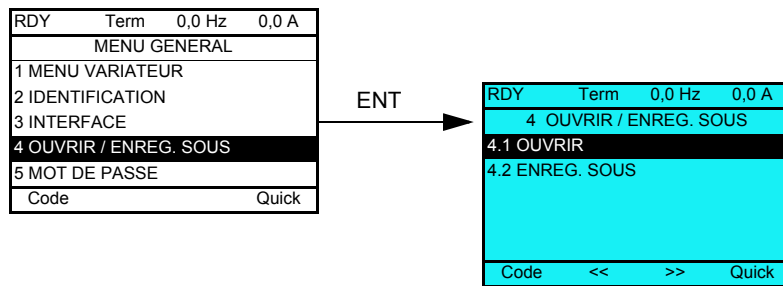 RDY Term 0,0 Hz 0,0 A
MENU GENERAL
1 MENU VARIATEUR
2 IDENTIFICATION
3 INTERFACE
4 OUVRIR / ENREG. SOUS
5 MOT DE PASSE
Code Quick
ENT
RDY Term 0,0 Hz 0,0 A
4 OUVRIR / ENREG. SOUS
4.1 OUVRIR
4.2 ENREG. SOUS
Code << >> Quick